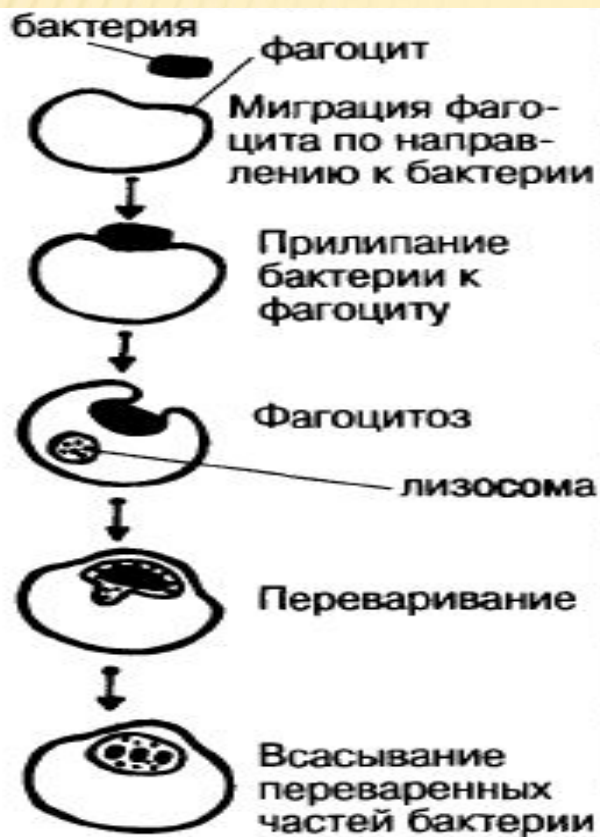 бактерия
фагоцит
Миграция фаго-
цита по направ-
лению к бактерии
Прилипание
бактерии к
фагоциту
Фагоцитоз
лизосома
Переваривание
Всасывание
переваренных
частей бактерии